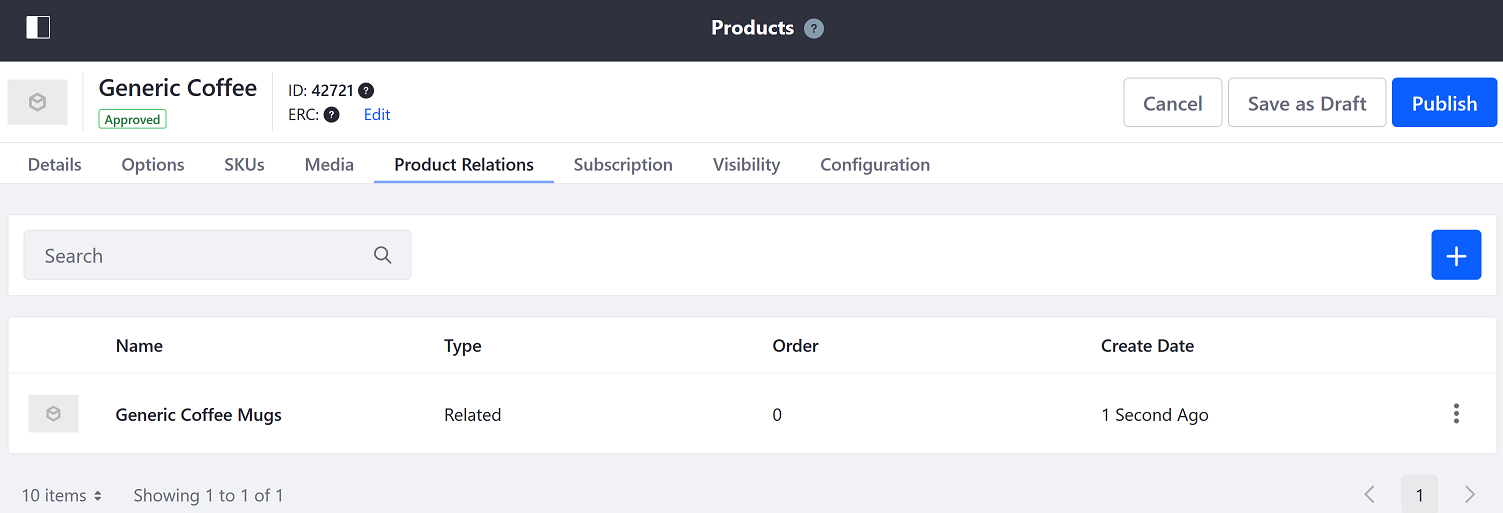 Products ?
Generic Coffee
Approved
ID: 42721 ?
ERC: ? Edit
Cancel Save as Draft Publish
Details Options SKUs Media Product Relations Subscription Visibility Configuration
Search
Name Type Order Create Date
Generic Coffee Mugs Related 0 1 Second Ago
10 items Showing 1 to 1 of 1 1